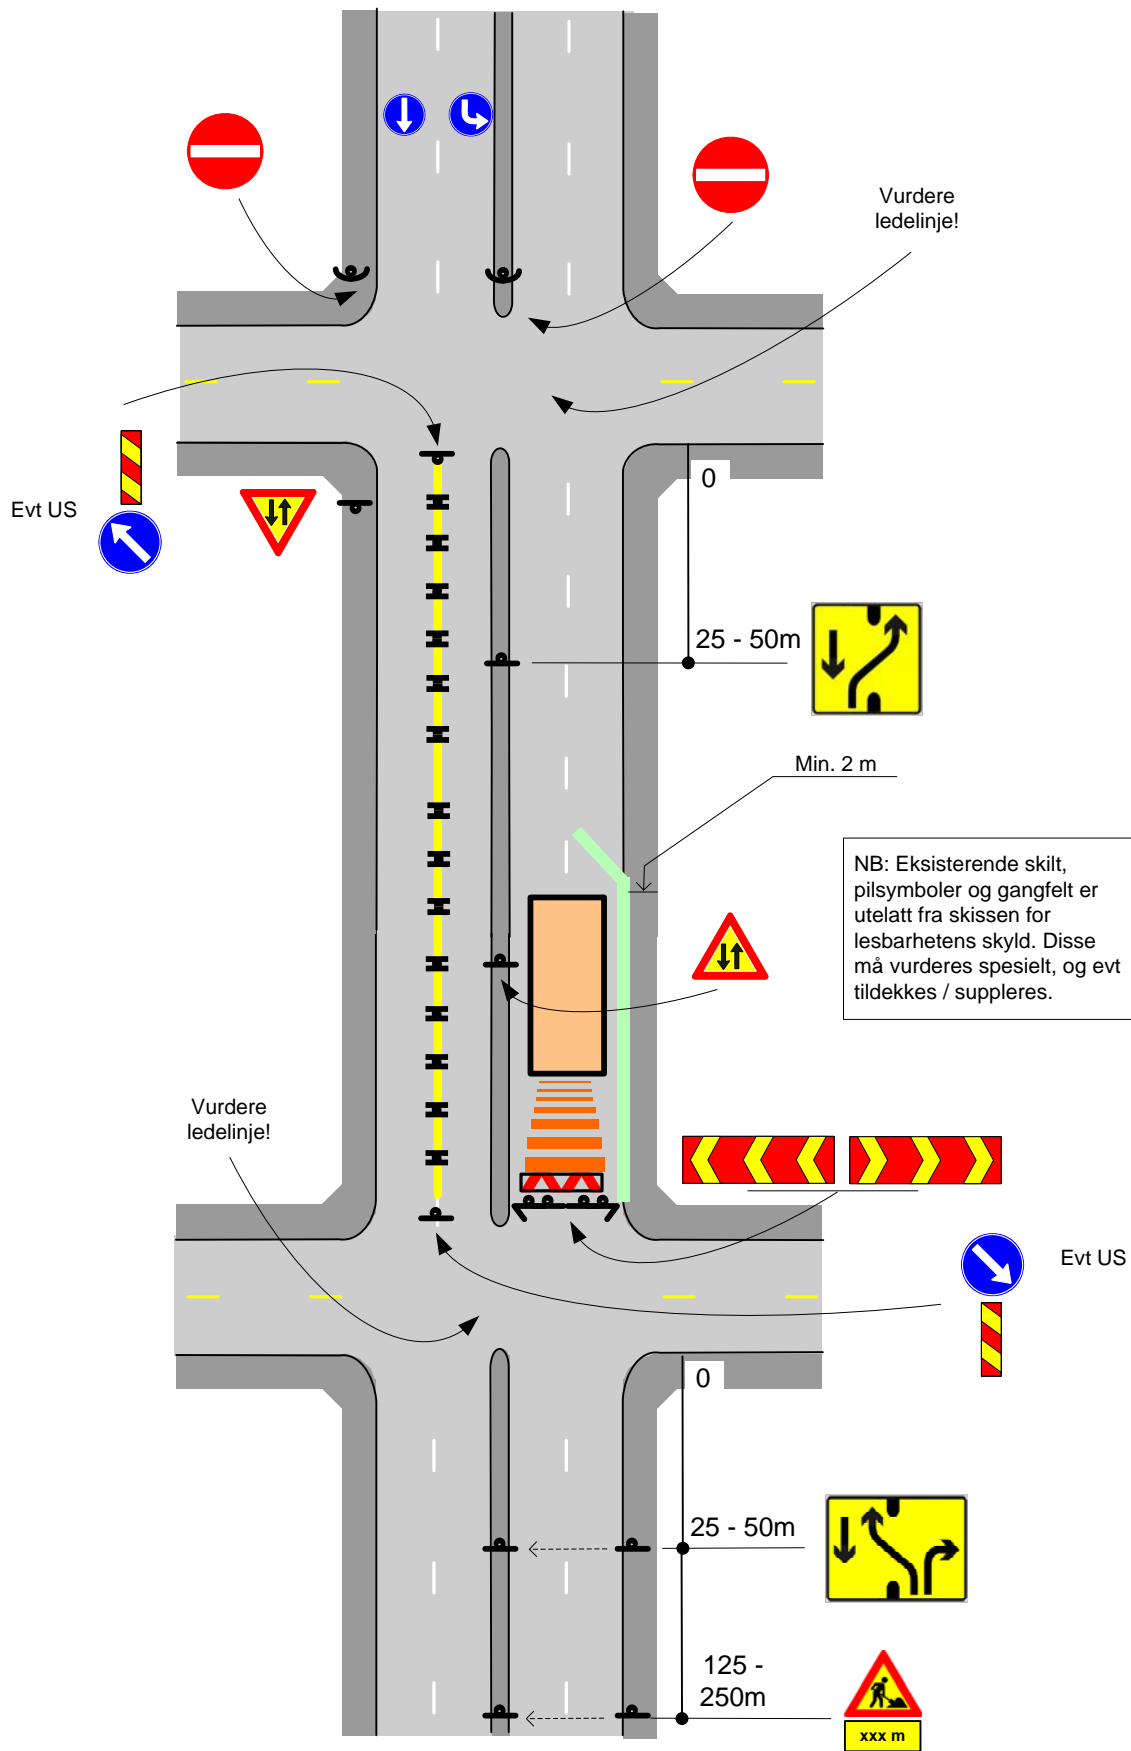 Vurdere
ledelinje!
0
Evt US
25 - 50m
Min. 2 m
NB: Eksisterende skilt,
pilsymboler og gangfelt er
utelatt fra skissen for
lesbarhetens skyld. Disse
må vurderes spesielt, og evt
tildekkes / suppleres.
Vurdere
ledelinje!
Evt US
0
25 - 50m
125 -
250m
xxx m